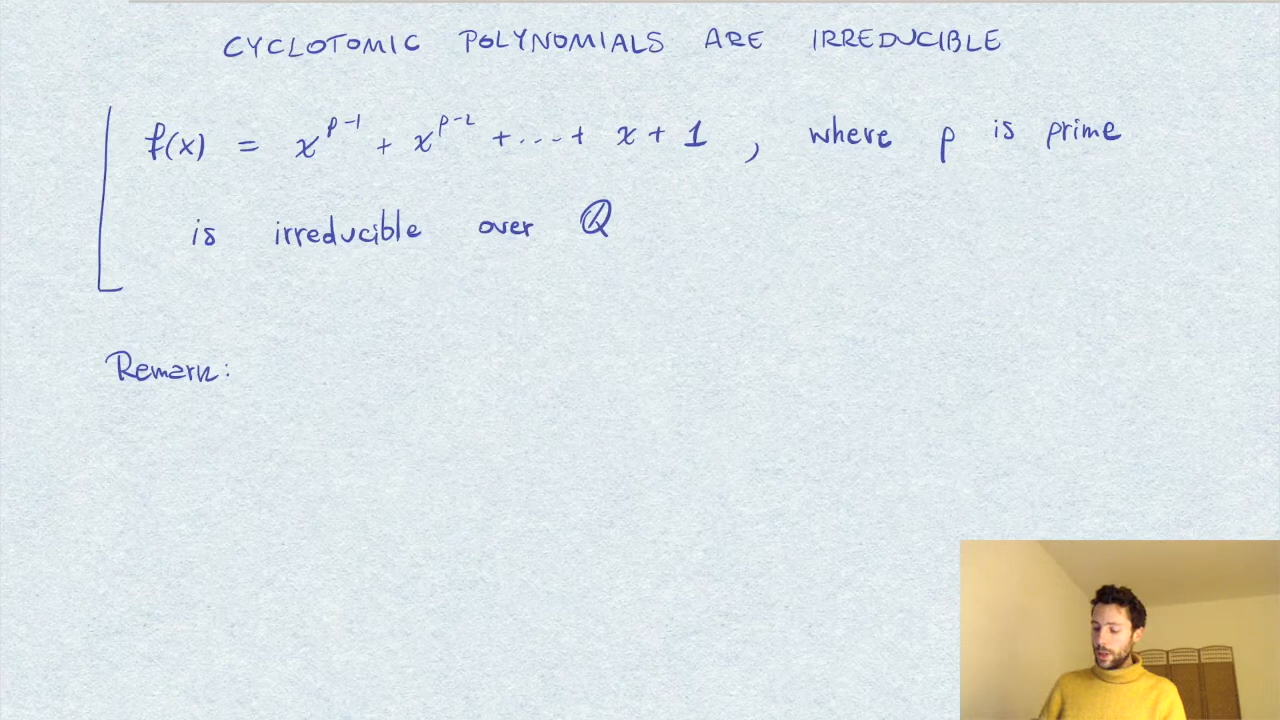 CYCLOTOMIC POLYNOMIALS ARE IRREDUCIBLE
f(x) = x^{p-1} + x^{p-2} + ... + x + 1, where p is prime
is irreducible over ℚ
Remark: